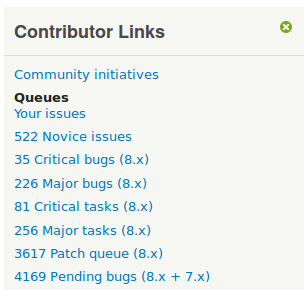 Contributor Links
Community initiatives
Queues
Your issues
522 Novice issues
35 Critical bugs (8.x)
226 Major bugs (8.x)
81 Critical tasks (8.x)
256 Major tasks (8.x)
3617 Patch queue (8.x)
4169 Pending bugs (8.x + 7.x)